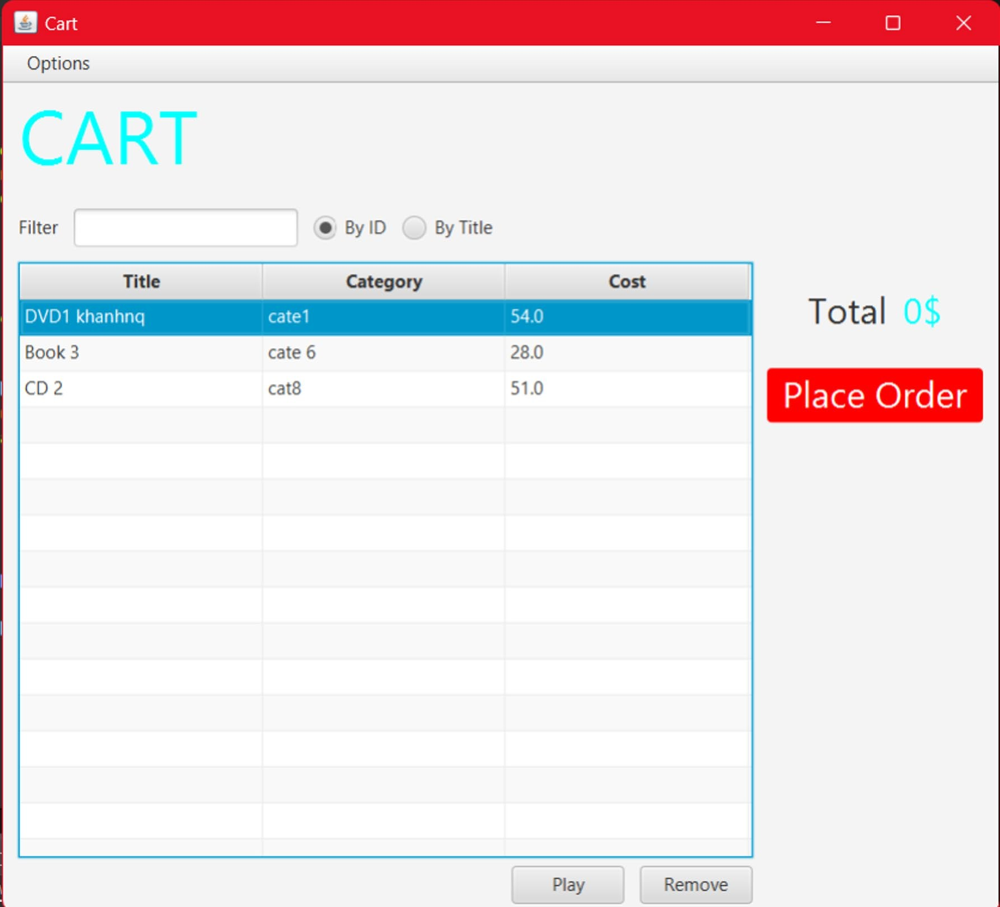 Cart
Options
CART
Filter By ID By Title
Title Category Cost
DVD1 khanhnq cate1 54.0
Book 3 cate 6 28.0
CD 2 cat8 51.0
Total 0$
Place Order
Play Remove